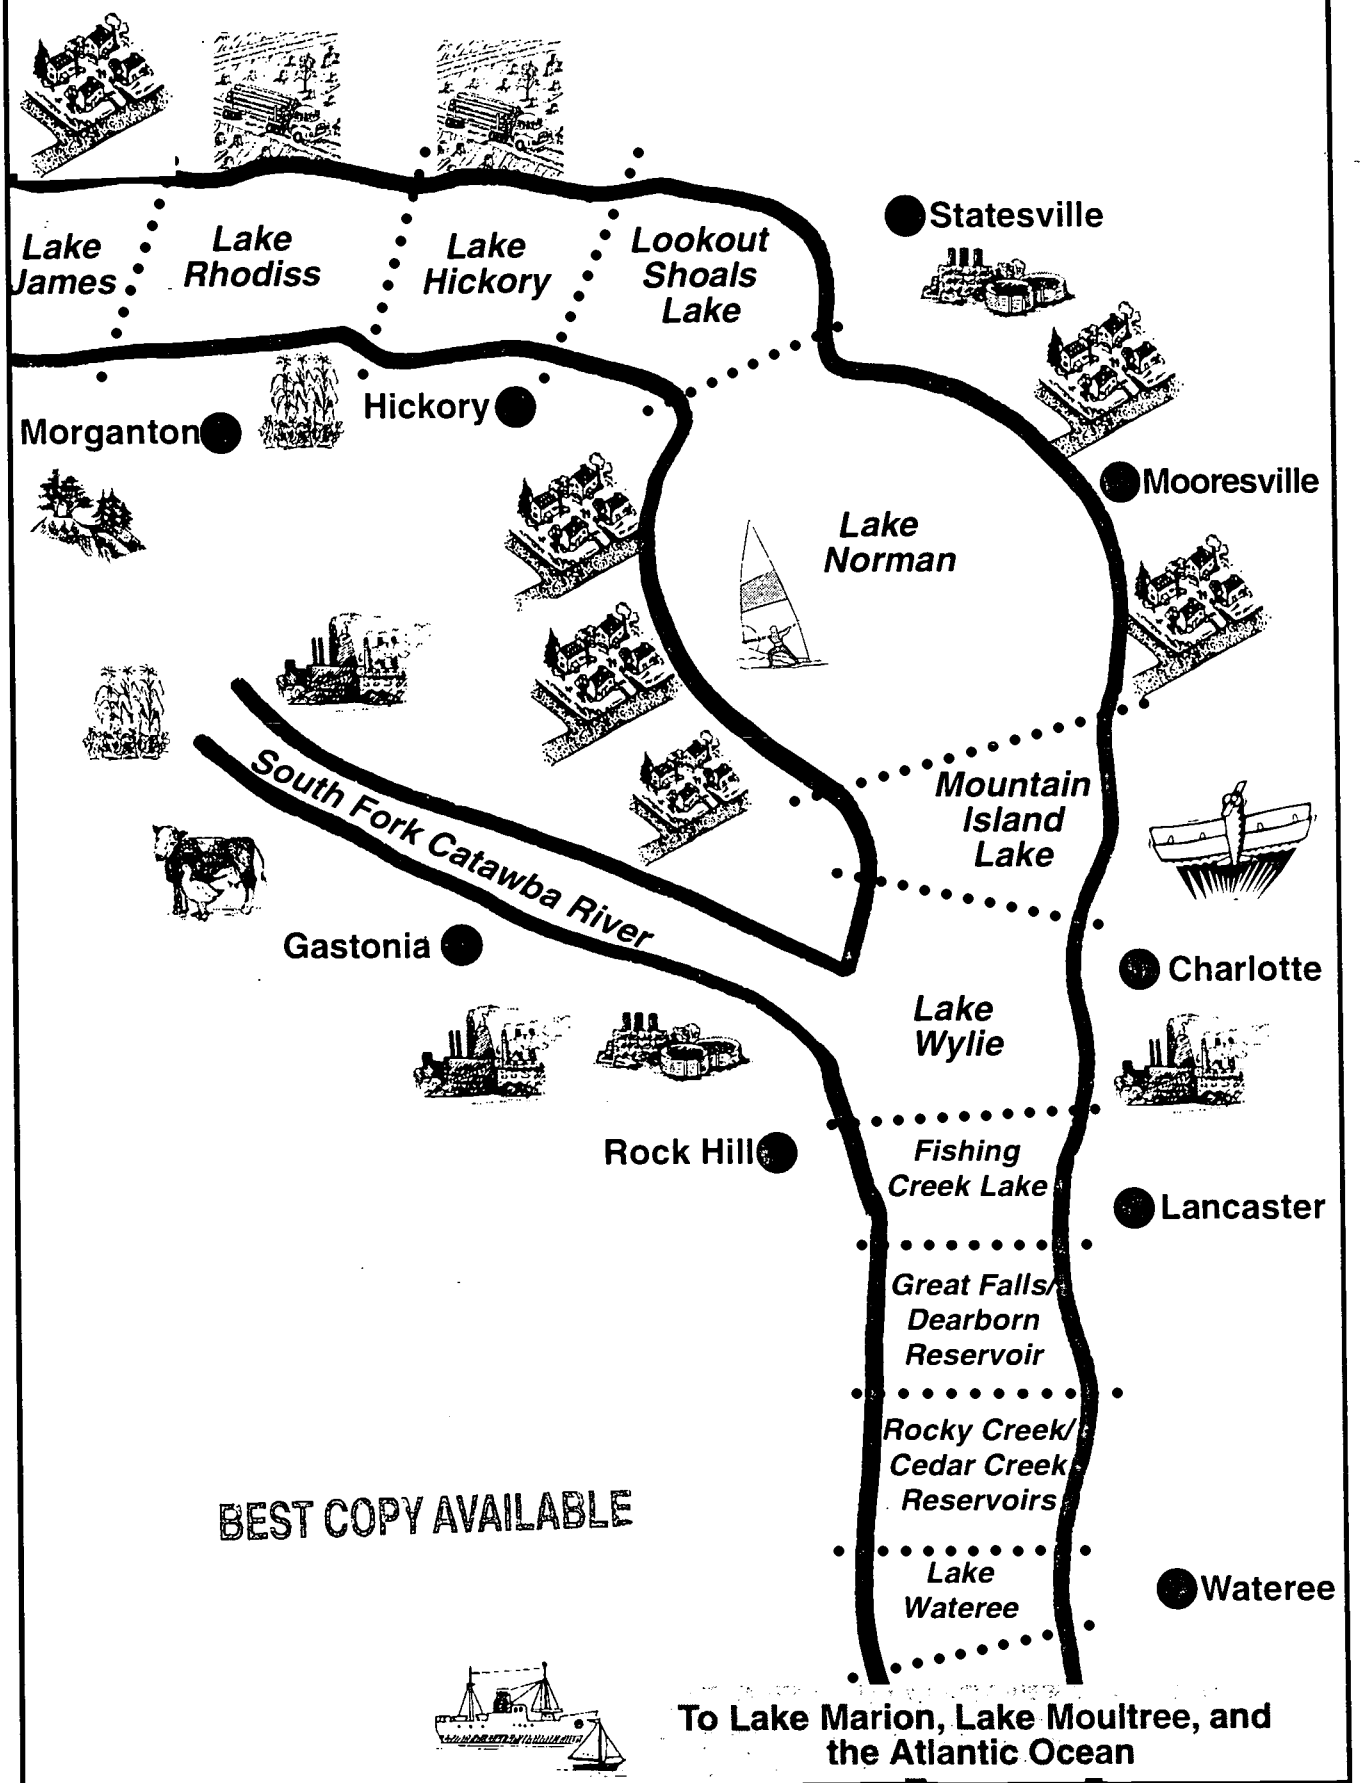 Statesville
Lake
James
Lake
Rhodiss
Lake
Hickory
Lookout
Shoals
Lake
Hickory
Morganton
Mooresville
Lake
Norman
South Fork Catawba River
Mountain
Island
Lake
Gastonia
Charlotte
Lake
Wylie
Rock Hill
Fishing
Creek Lake
Lancaster
Great Falls/
Dearborn
Reservoir
Rocky Creek/
Cedar Creek
Reservoirs
BEST COPY AVAILABLE
Lake
Wateree
Wateree
To Lake Marion, Lake Moultree, and
the Atlantic Ocean